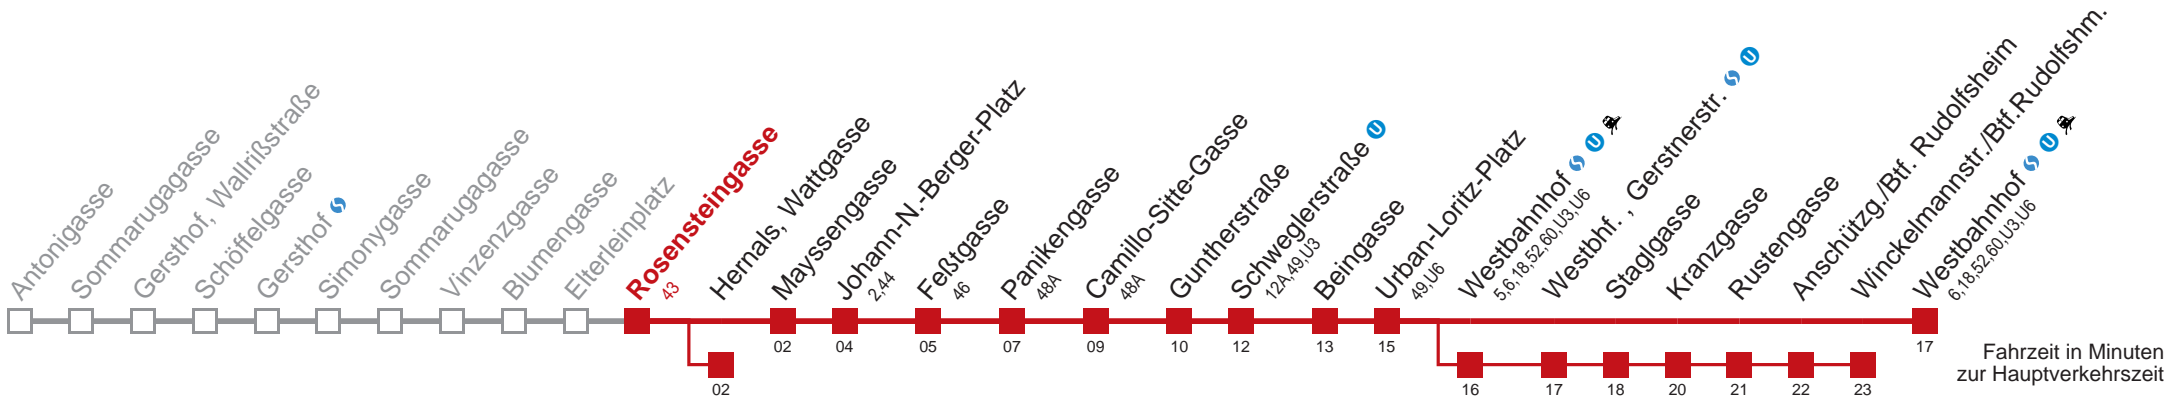 Antonigasse
Sommarugagasse
Gersthof, Wallrißstraße
Schöffelgasse
Gersthof
Simonygasse
Sommarugagasse
Vinzenzgasse
Blumengasse
Elterleinplatz
Rosensteingasse
43
Hernals, Wattgasse
Mayssengasse
Johann-N.-Berger-Platz
2,44
Feßtgasse
46
Panikengasse
48A
Camillo-Sitte-Gasse
48A
Guntherstraße
Schweglerstraße U
12A,49,U3
Beingasse
Urban-Loritz-Platz
49,U6
Westbahnhof U
5,6,18,52,60,U3,U6
Westbhf. , Gerstnerstr. U
Staglgasse
Kranzgasse
Rustengasse
Anschützg./Btf. Rudolfsheim
Winckelmannstr./Btf.Rudolfshm.
Westbahnhof U
6,18,52,60,U3,U6
02 04 05 07 09 10 12 13 15 17
02 16 17 18 20 21 22 23
Fahrzeit in Minuten
zur Hauptverkehrszeit